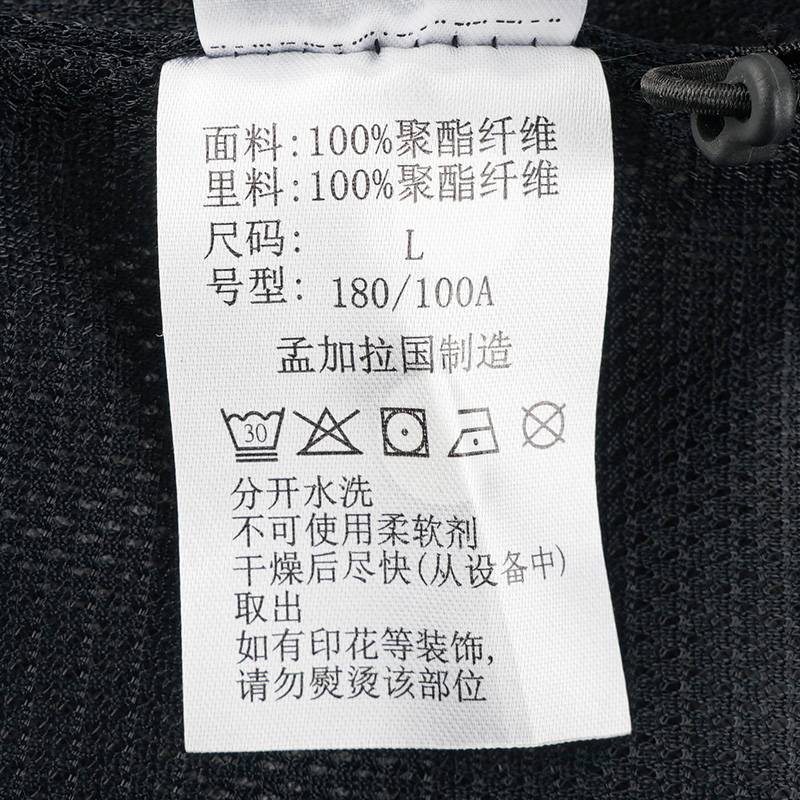 面料:100%聚酯纤维
里料:100%聚酯纤维
尺码: L
号型: 180/100A
孟加拉国制造
30
分开水洗
不可使用柔软剂
干燥后尽快(从设备中)
取出
如有印花等装饰,
请勿熨烫该部位